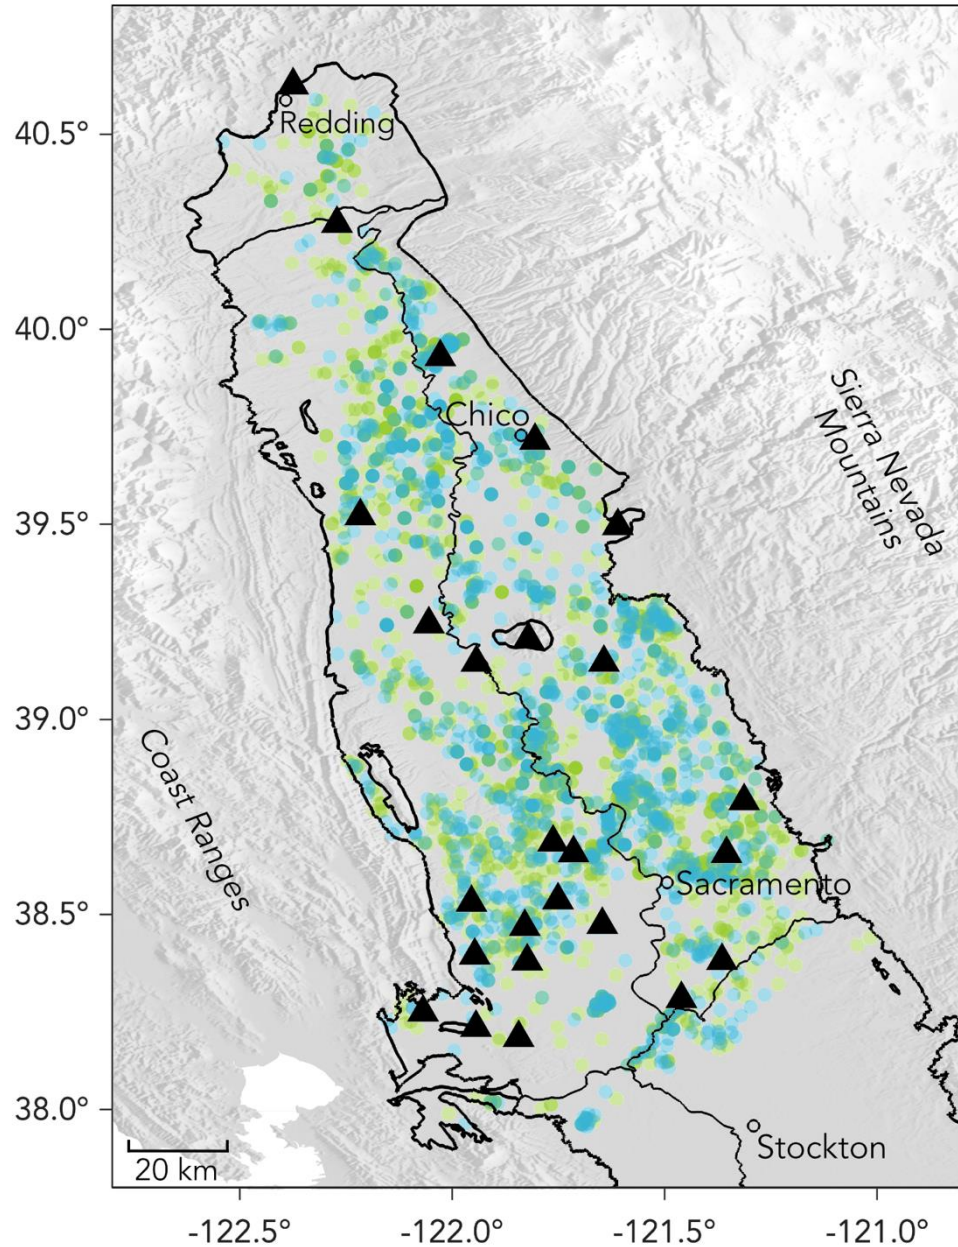 40.5°
Redding
40.0°
Sierra Nevada
Mountains
Chico
39.5°
39.0°
Coast Ranges
Sacramento
38.5°
38.0°
Stockton
20 km
-122.5°
-122.0°
-121.5°
-121.0°